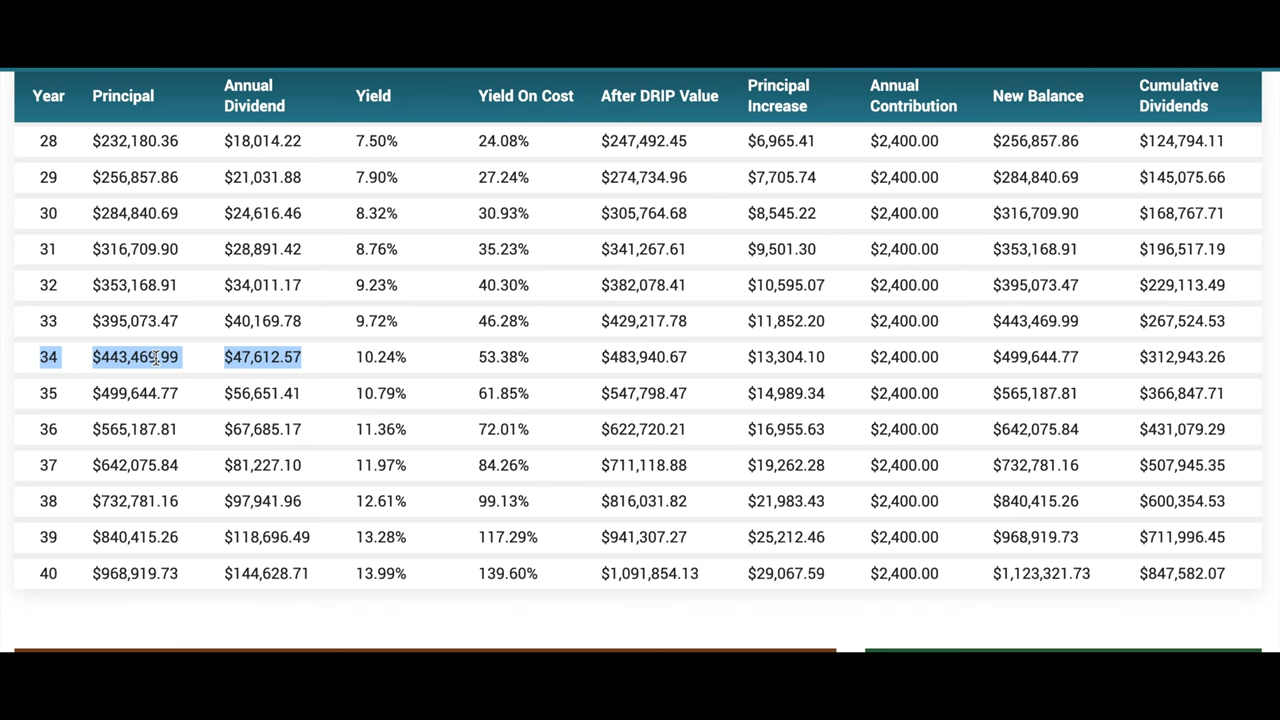 Year Principal Annual Dividend Yield Yield On Cost After DRIP Value Principal Increase Annual Contribution New Balance Cumulative Dividends
28 $232,180.36 $18,014.22 7.50% 24.08% $247,492.45 $6,965.41 $2,400.00 $256,857.86 $124,794.11
29 $256,857.86 $21,031.88 7.90% 27.24% $274,734.96 $7,705.74 $2,400.00 $284,840.69 $145,075.66
30 $284,840.69 $24,616.46 8.32% 30.93% $305,764.68 $8,545.22 $2,400.00 $316,709.90 $168,767.71
31 $316,709.90 $28,891.42 8.76% 35.23% $341,267.61 $9,501.30 $2,400.00 $353,168.91 $196,517.19
32 $353,168.91 $34,011.17 9.23% 40.30% $382,078.41 $10,595.07 $2,400.00 $395,073.47 $229,113.49
33 $395,073.47 $40,169.78 9.72% 46.28% $429,217.78 $11,852.20 $2,400.00 $443,469.99 $267,524.53
34 $443,469.99 $47,612.57 10.24% 53.38% $483,940.67 $13,304.10 $2,400.00 $499,644.77 $312,943.26
35 $499,644.77 $56,651.41 10.79% 61.85% $547,798.47 $14,989.34 $2,400.00 $565,187.81 $366,847.71
36 $565,187.81 $67,685.17 11.36% 72.01% $622,720.21 $16,955.63 $2,400.00 $642,075.84 $431,079.29
37 $642,075.84 $81,227.10 11.97% 84.26% $711,118.88 $19,262.28 $2,400.00 $732,781.16 $507,945.35
38 $732,781.16 $97,941.96 12.61% 99.13% $816,031.82 $21,983.43 $2,400.00 $840,415.26 $600,354.53
39 $840,415.26 $118,696.49 13.28% 117.29% $941,307.27 $25,212.46 $2,400.00 $968,919.73 $711,996.45
40 $968,919.73 $144,628.71 13.99% 139.60% $1,091,854.13 $29,067.59 $2,400.00 $1,123,321.73 $847,582.07